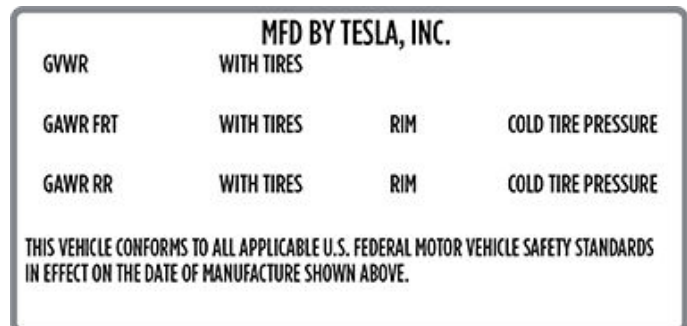 MFD BY TESLA, INC.
GVWR WITH TIRES
GAWR FRT WITH TIRES RIM COLD TIRE PRESSURE
GAWR RR WITH TIRES RIM COLD TIRE PRESSURE
THIS VEHICLE CONFORMS TO ALL APPLICABLE U.S. FEDERAL MOTOR VEHICLE SAFETY STANDARDS
IN EFFECT ON THE DATE OF MANUFACTURE SHOWN ABOVE.